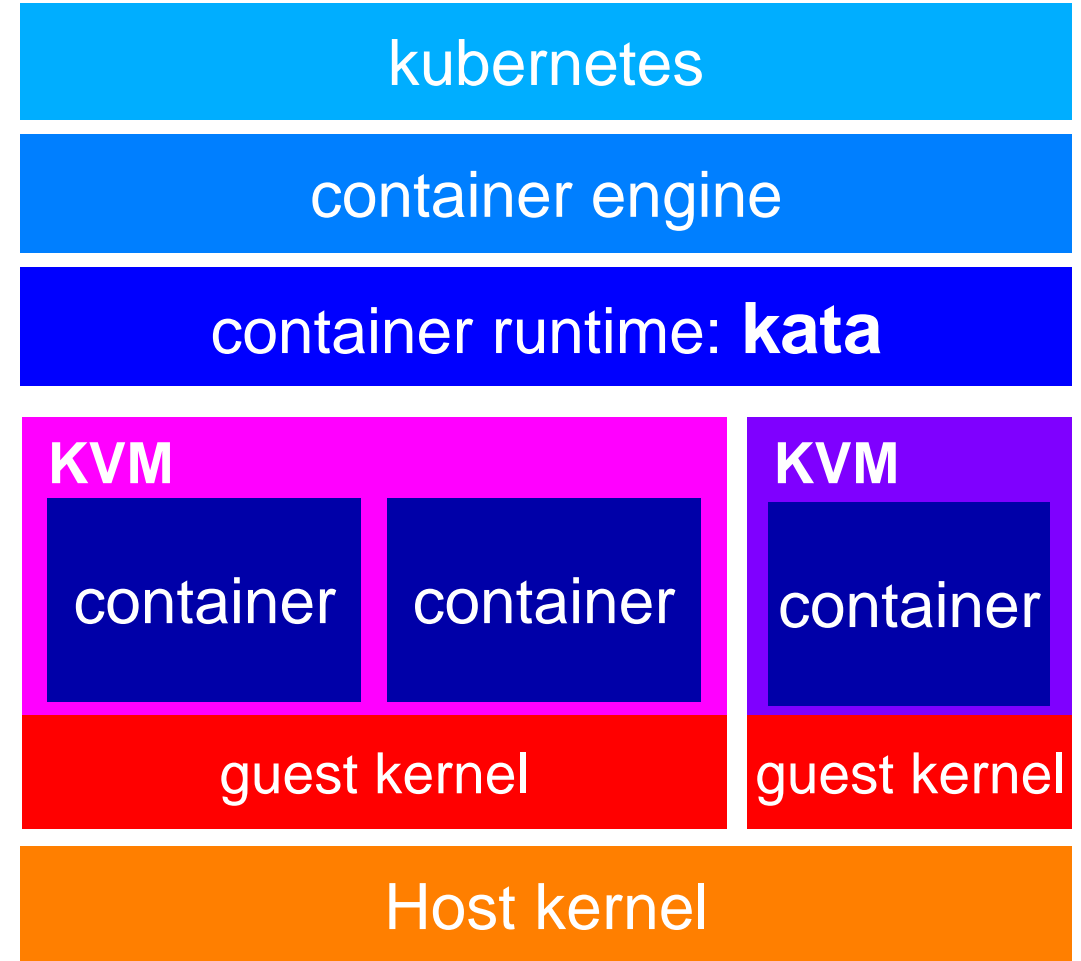 kubernetes
container engine
container runtime: kata
KVM
container
container
guest kernel
KVM
container
guest kernel
Host kernel